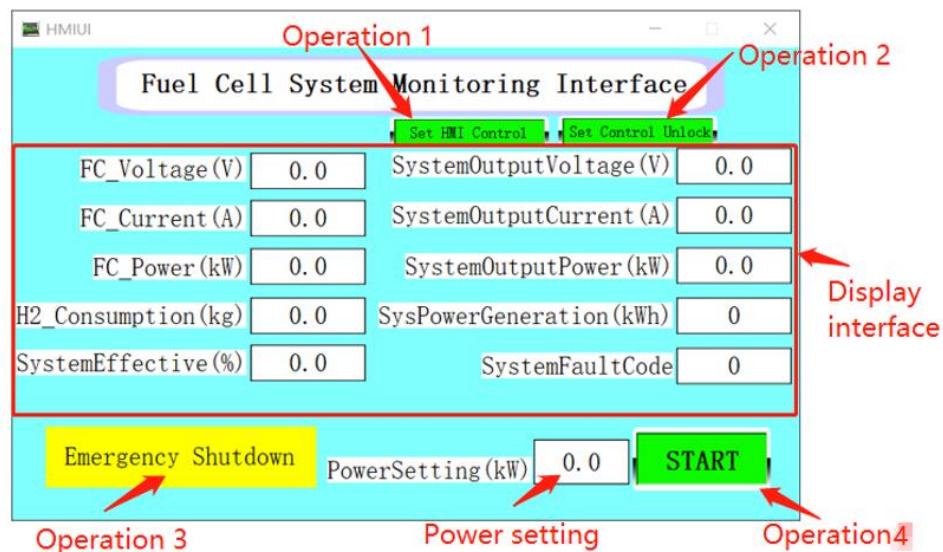 HMIUI
Operation 1
Operation 2
Fuel Cell System Monitoring Interface
Set HMI Control
Set Control Unlock
FC_Voltage(V) 0.0 SystemOutputVoltage(V) 0.0
FC_Current(A) 0.0 SystemOutputCurrent(A) 0.0
FC_Power(kW) 0.0 SystemOutputPower(kW) 0.0
Display
interface
H2_Consumption(kg) 0.0 SysPowerGeneration(kWh) 0
SystemEffective(%) 0.0 SystemFaultCode 0
Emergency Shutdown
PowerSetting(kW) 0.0 START
Operation 3
Power setting
Operation4